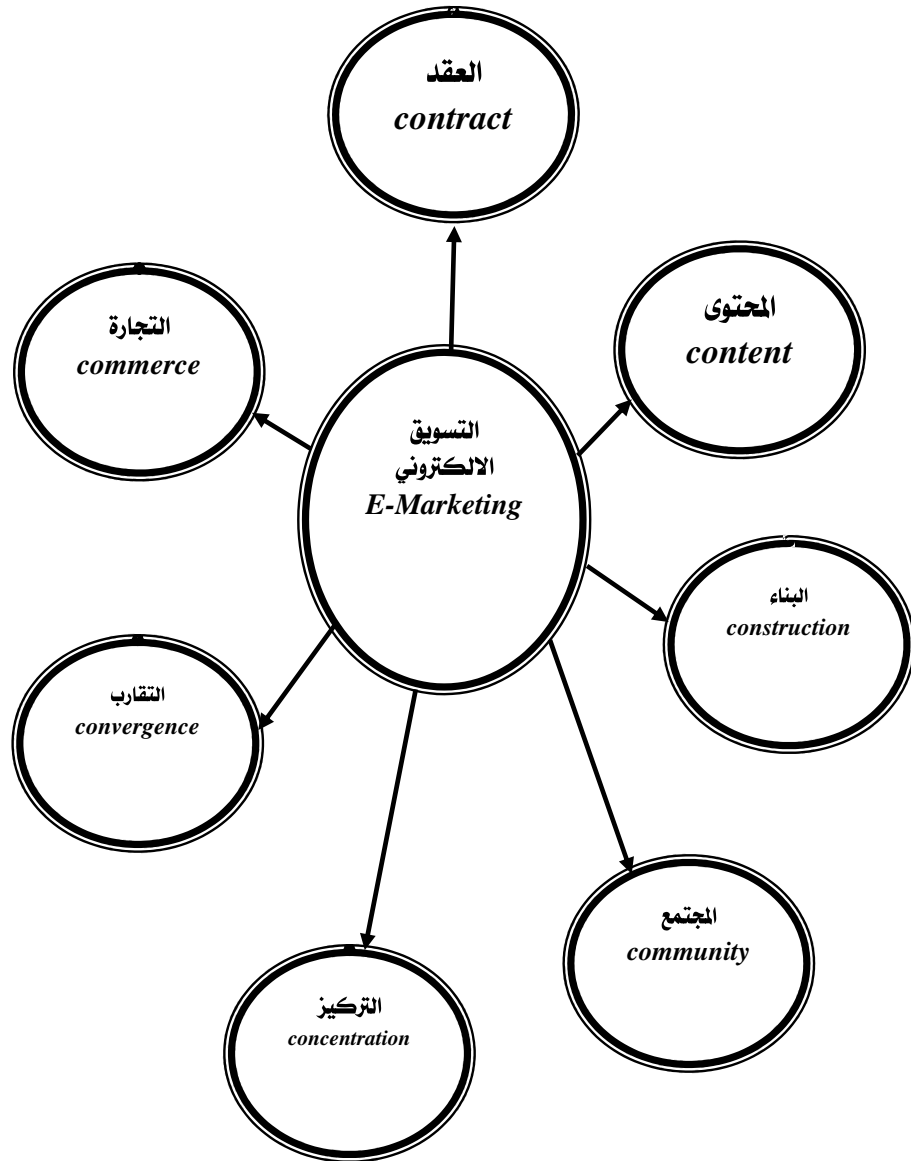 العقد
contract
المحتوى
content
التجارة
commerce
التسويق
الالكتروني
E-Marketing
البناء
construction
التقارب
convergence
المجتمع
community
التركيز
concentration